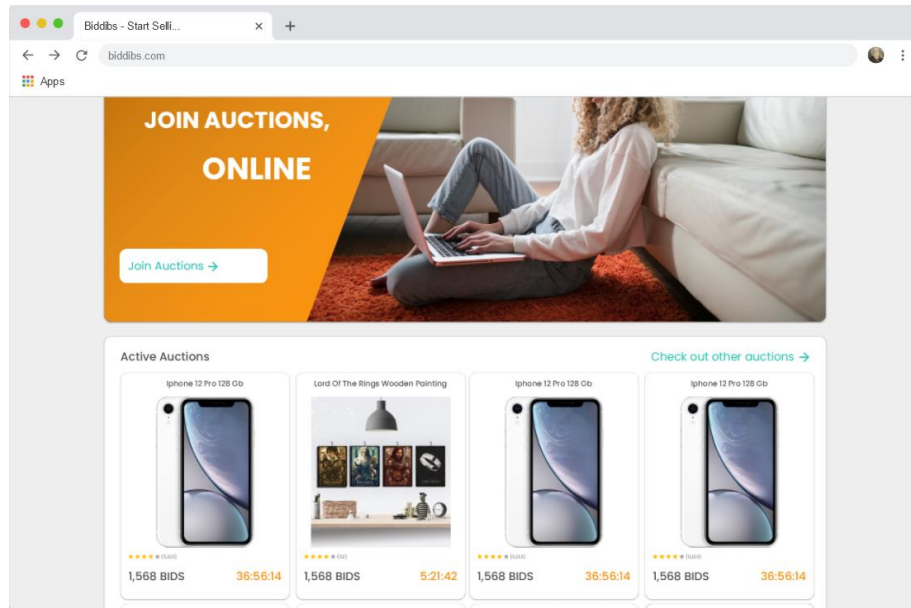 Biddibs - Start Selli...
biddibs.com
Apps
JOIN AUCTIONS,
ONLINE
Join Auctions →
Active Auctions
Check out other auctions →
Iphone 12 Pro 128 Gb
Lord Of The Rings Wooden Painting
Iphone 12 Pro 128 Gb
Iphone 12 Pro 128 Gb
1,568 BIDS 36:56:14
1,568 BIDS 5:21:42
1,568 BIDS 36:56:14
1,568 BIDS 36:56:14